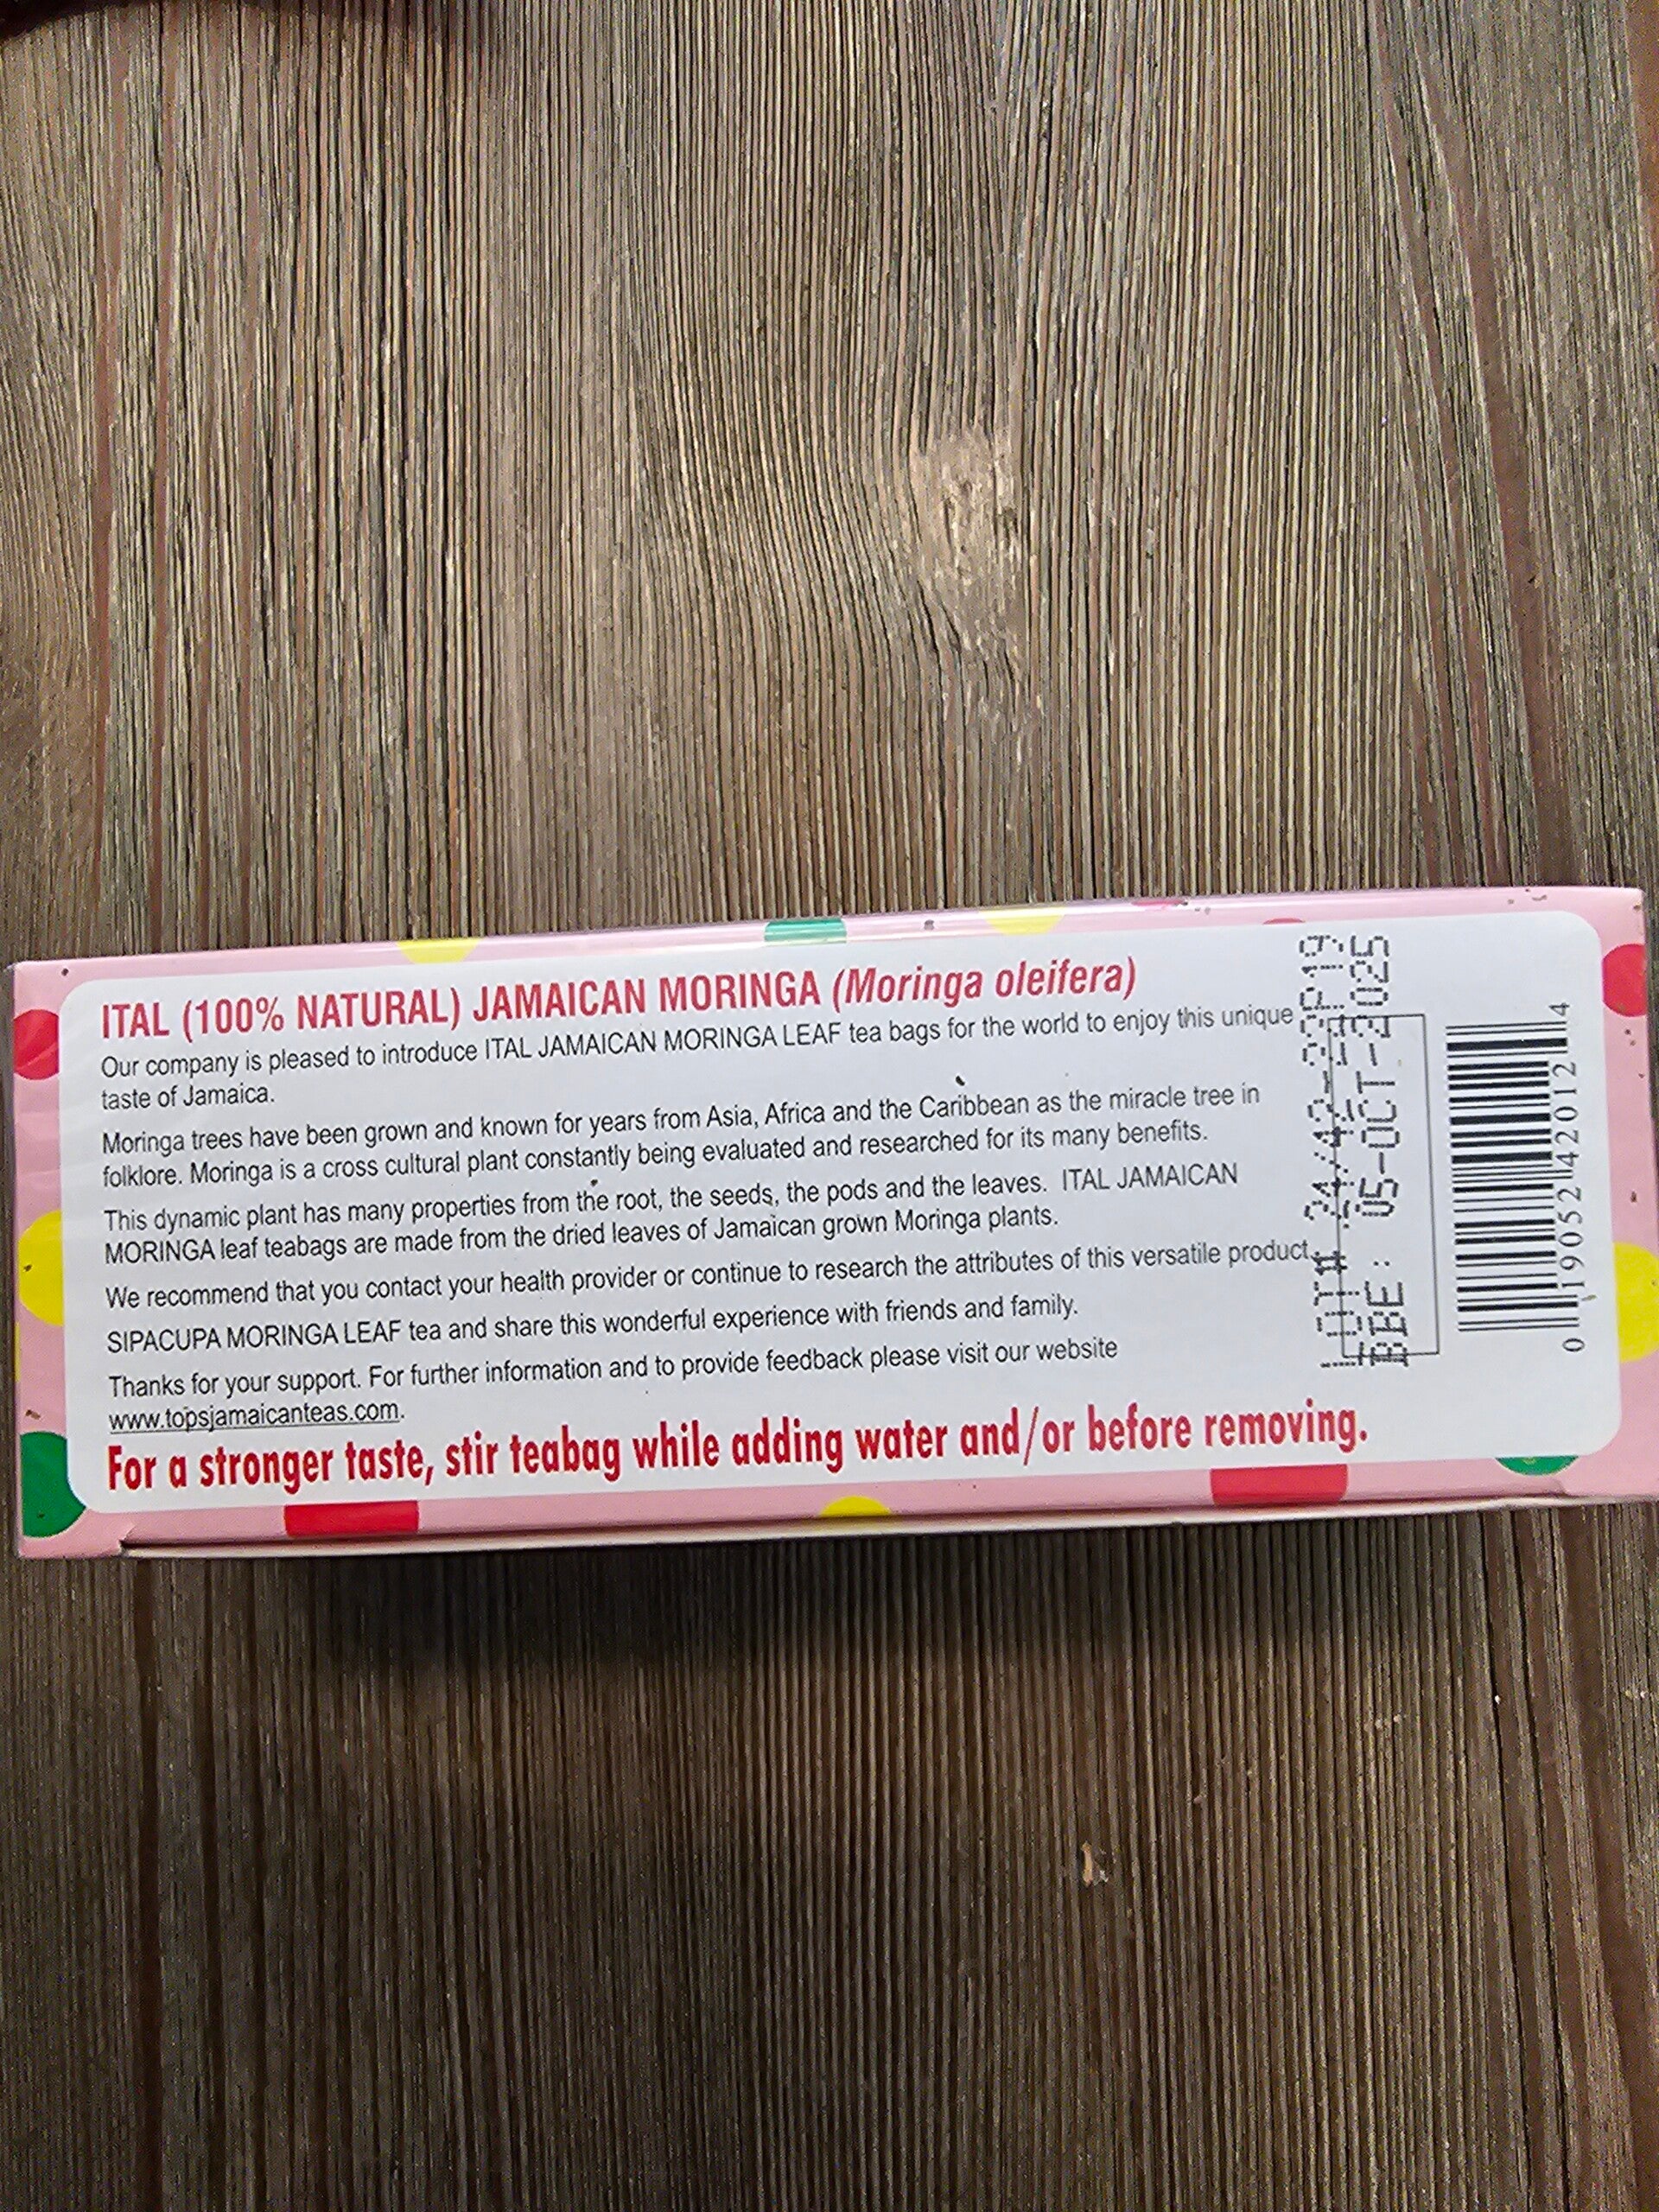 ITAL (100% NATURAL) JAMAICAN MORINGA (Moringa oleifera)
Our company is pleased to introduce ITAL JAMAICAN MORINGA LEAF tea bags for the world to enjoy this unique
taste of Jamaica.
Moringa trees have been grown and known for years from Asia, Africa and the Caribbean as the miracle tree in
folklore. Moringa is a cross cultural plant constantly being evaluated and researched for its many benefits.
This dynamic plant has many properties from the root, the seeds, the pods and the leaves. ITAL JAMAICAN
MORINGA leaf teabags are made from the dried leaves of Jamaican grown Moringa plants.
We recommend that you contact your health provider or continue to research the attributes of this versatile product.
SIPACUPA MORINGA LEAF tea and share this wonderful experience with friends and family.
Thanks for your support. For further information and to provide feedback please visit our website
www.topsjamaicanteas.com.
For a stronger taste, stir teabag while adding water and/or before removing.
BBE: 05-OCT-2025
0 19052 42012 4